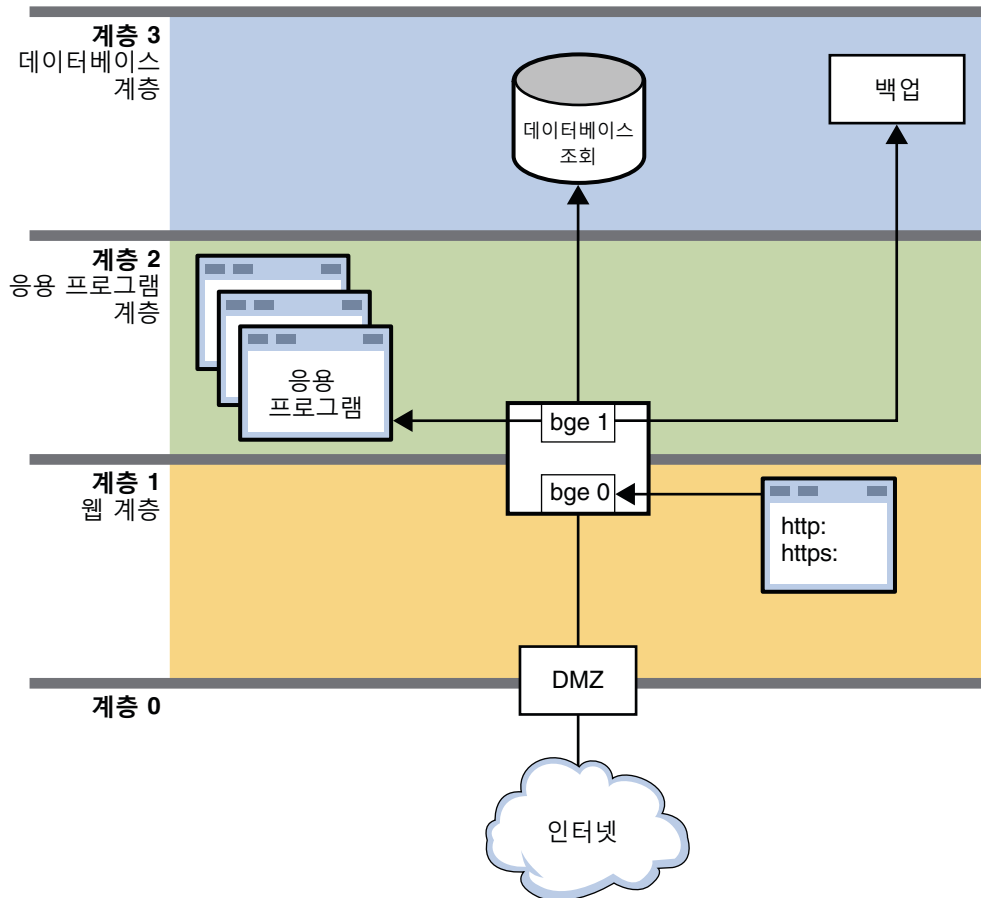 계층 3
데이터베이스
계층
데이터베이스
조회
백업
계층 2
응용 프로그램
계층
응용
프로그램
bge 1
계층 1
웹 계층
bge 0
http:
https:
DMZ
계층 0
인터넷